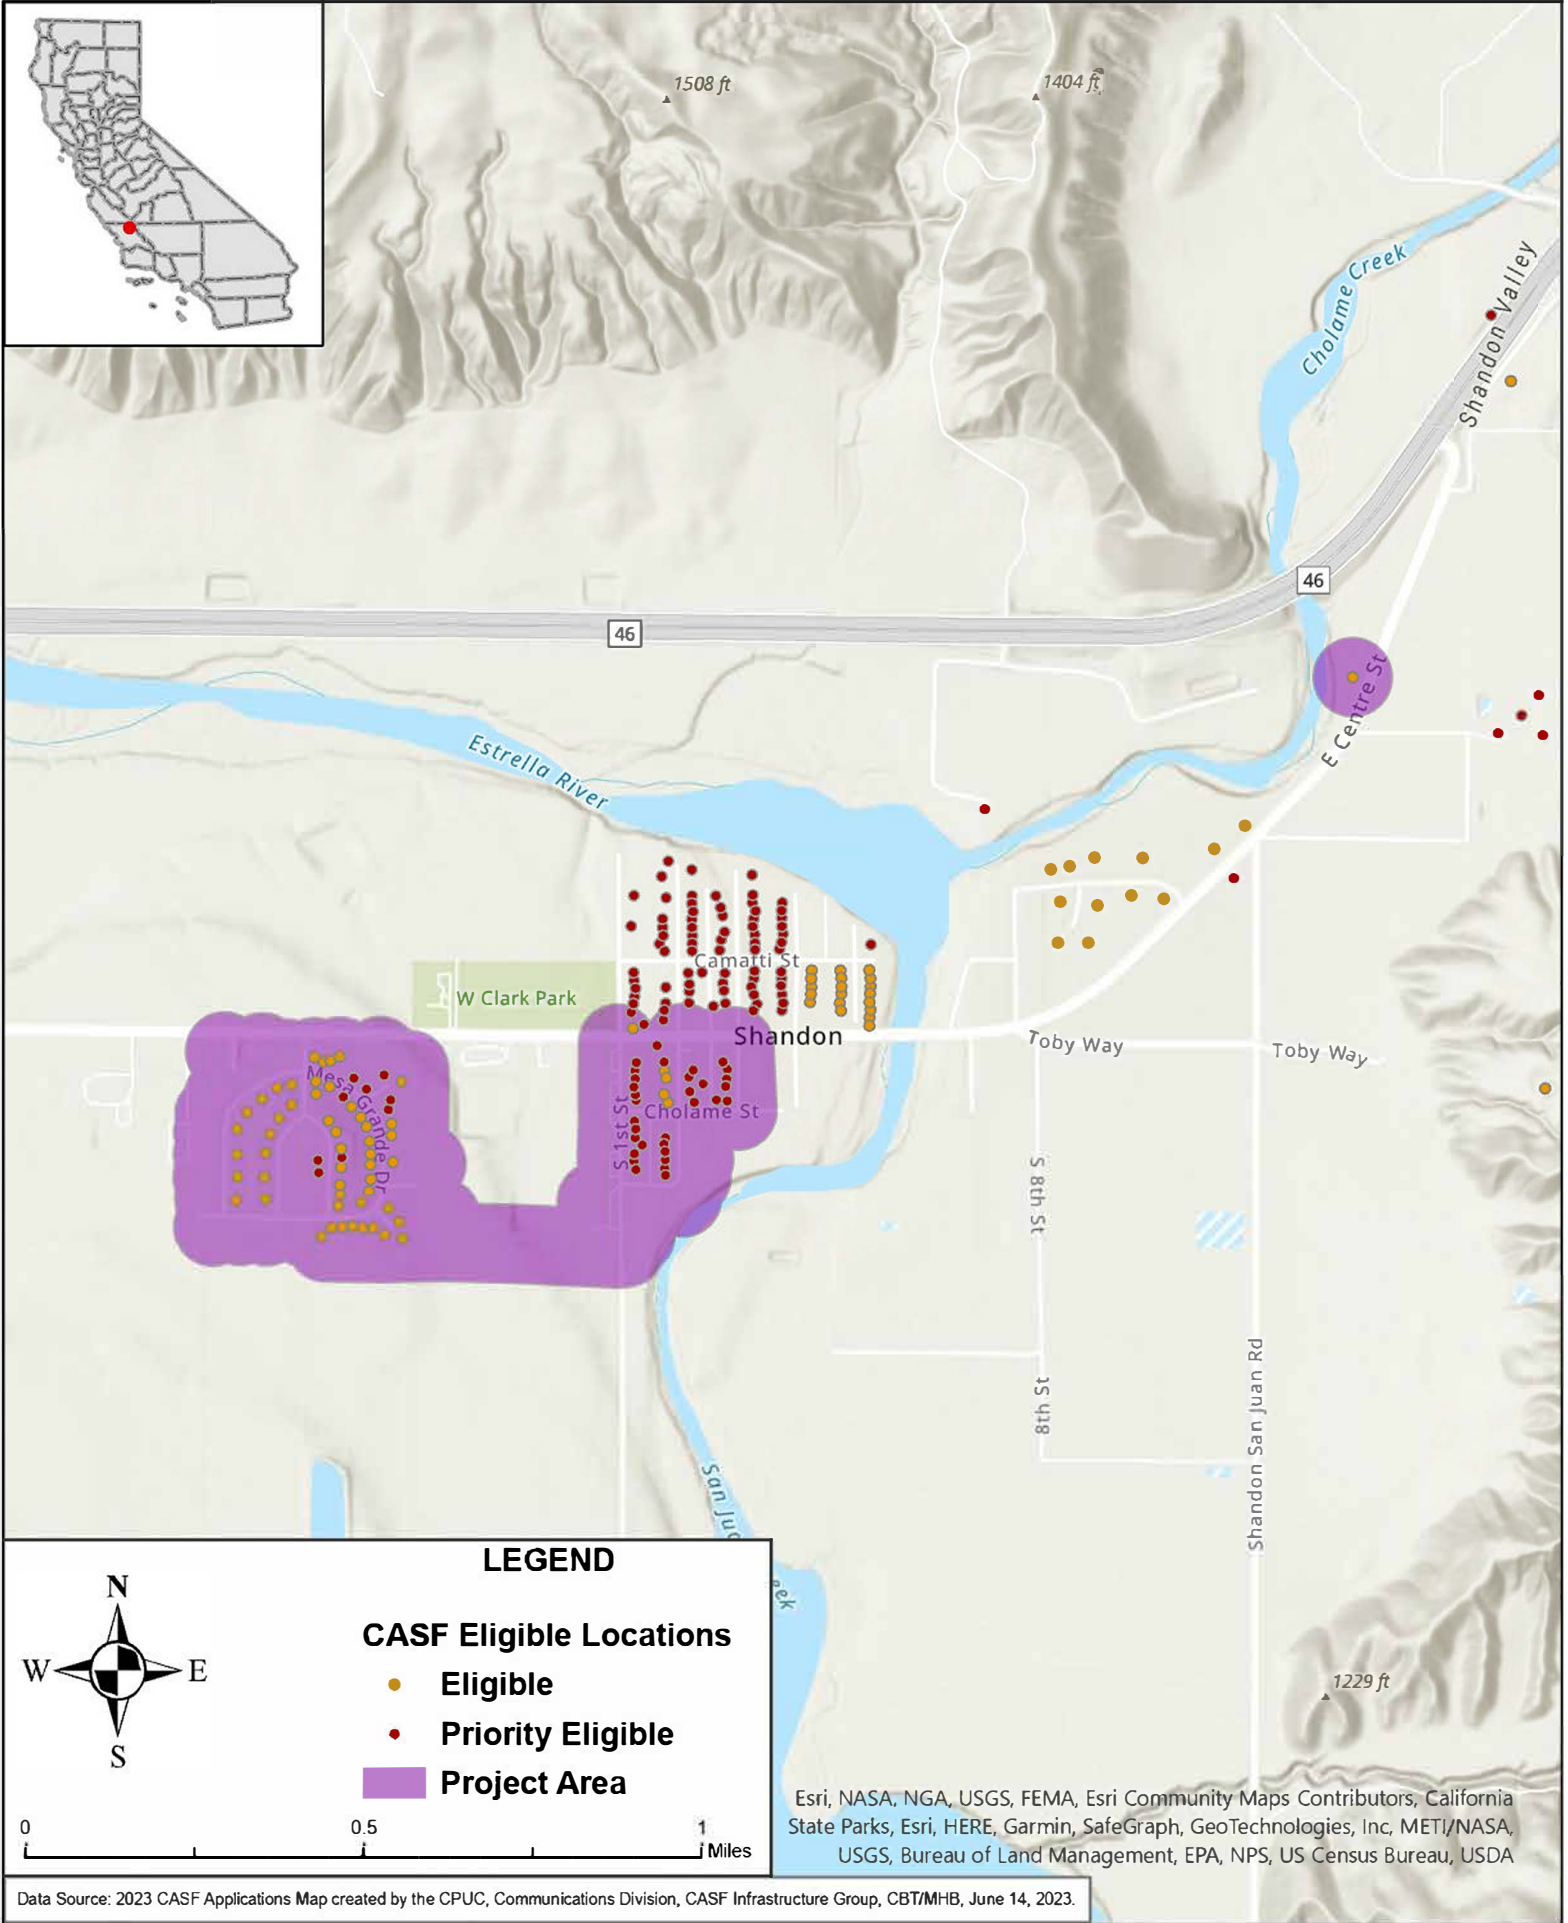 1508 ft
1404 ft
Cholame Creek
Shandon Valley
46
46
E Centre St
Estrella River
Camatti St
W Clark Park
Shandon
Toby Way
Toby Way
Mesa Grande Dr
Cholame St
S 1st St
S 8th St
8th St
Shandon San Juan Rd
San Jua
eek
1229 ft
LEGEND
N
W
E
S
CASF Eligible Locations
Eligible
Priority Eligible
Project Area
0
0.5
1
Miles
Esri, NASA, NGA, USGS, FEMA, Esri Community Maps Contributors, California
State Parks, Esri, HERE, Garmin, SafeGraph, GeoTechnologies, Inc, METI/NASA,
USGS, Bureau of Land Management, EPA, NPS, US Census Bureau, USDA
Data Source: 2023 CASF Applications Map created by the CPUC, Communications Division, CASF Infrastructure Group, CBT/MHB, June 14, 2023.